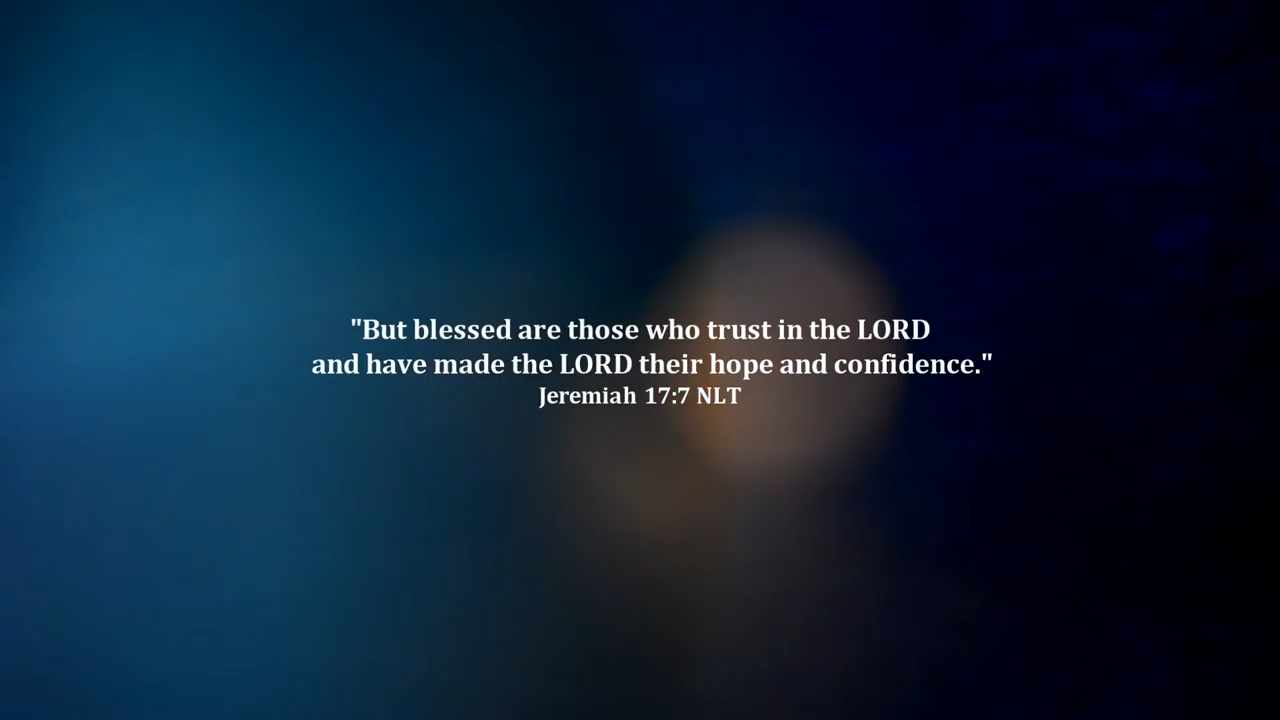 "But blessed are those who trust in the LORD
and have made the LORD their hope and confidence."
Jeremiah 17:7 NLT